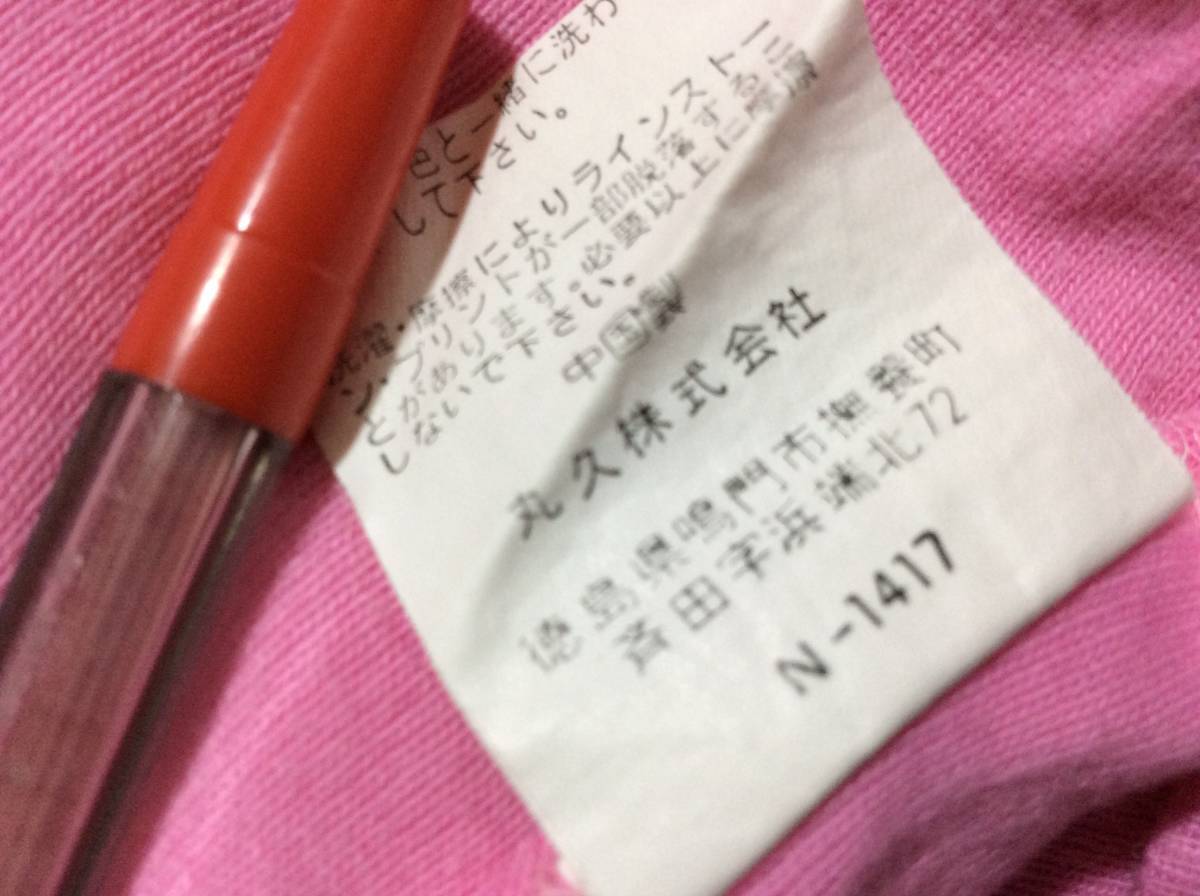 色と一緒に洗わ
して下さい。
洗濯・摩擦によりラインストー
ン・プリントが一部脱落するこ
とがあります。必要以上に摩擦
しないで下さい。
中国製
丸久株式会社
徳島県鳴門市撫養町
斉田字浜端北72
N-1417